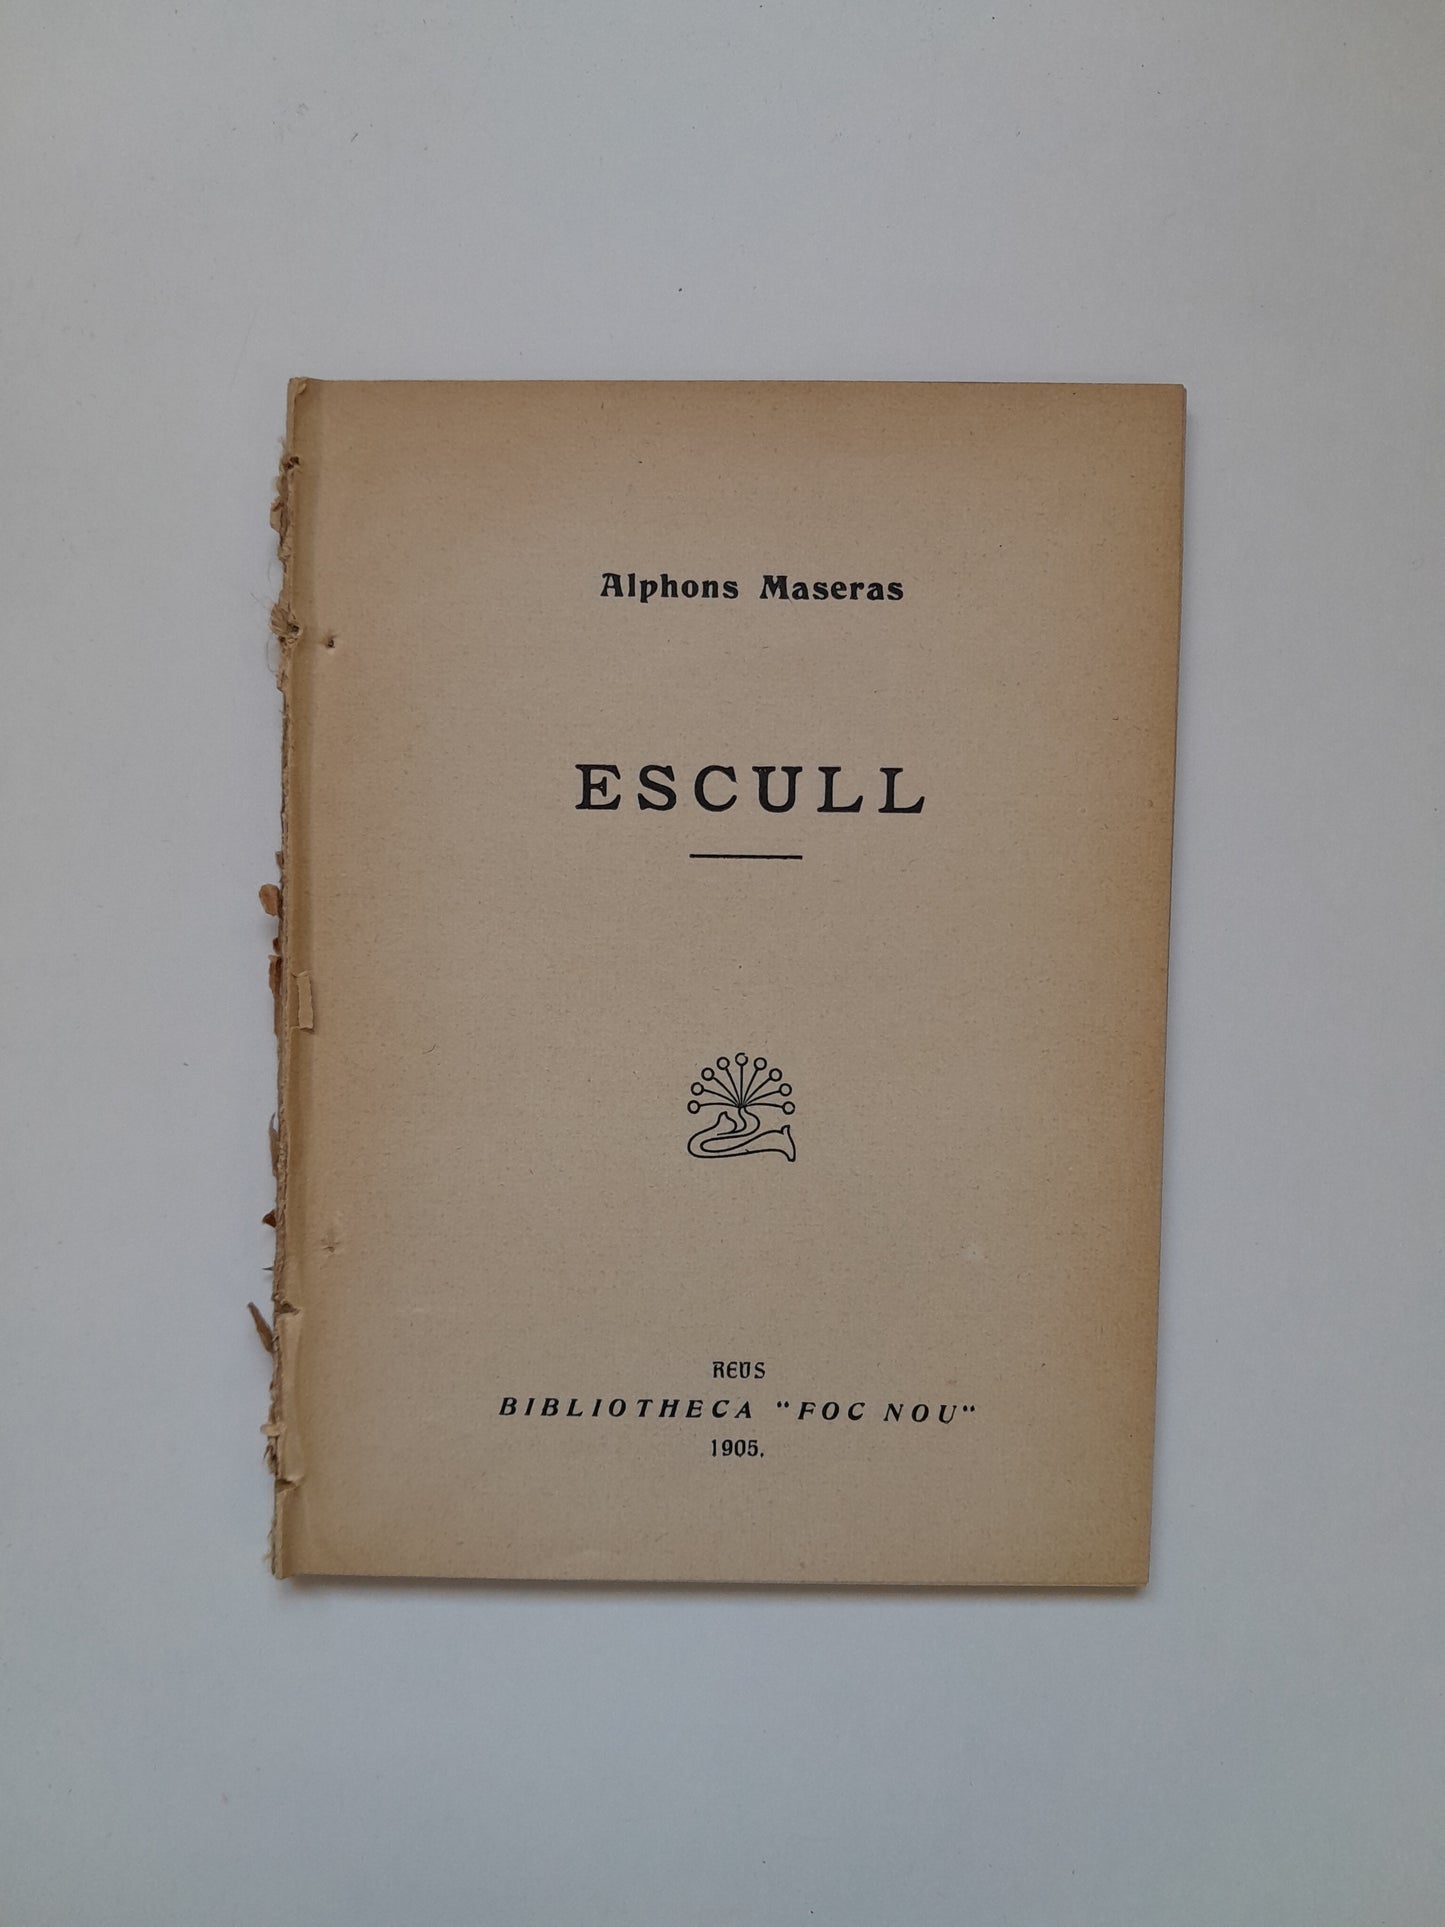 Alphons Maseras
ESCULL
REUS
BIBLIOTHECA "FOC NOU"
1905.